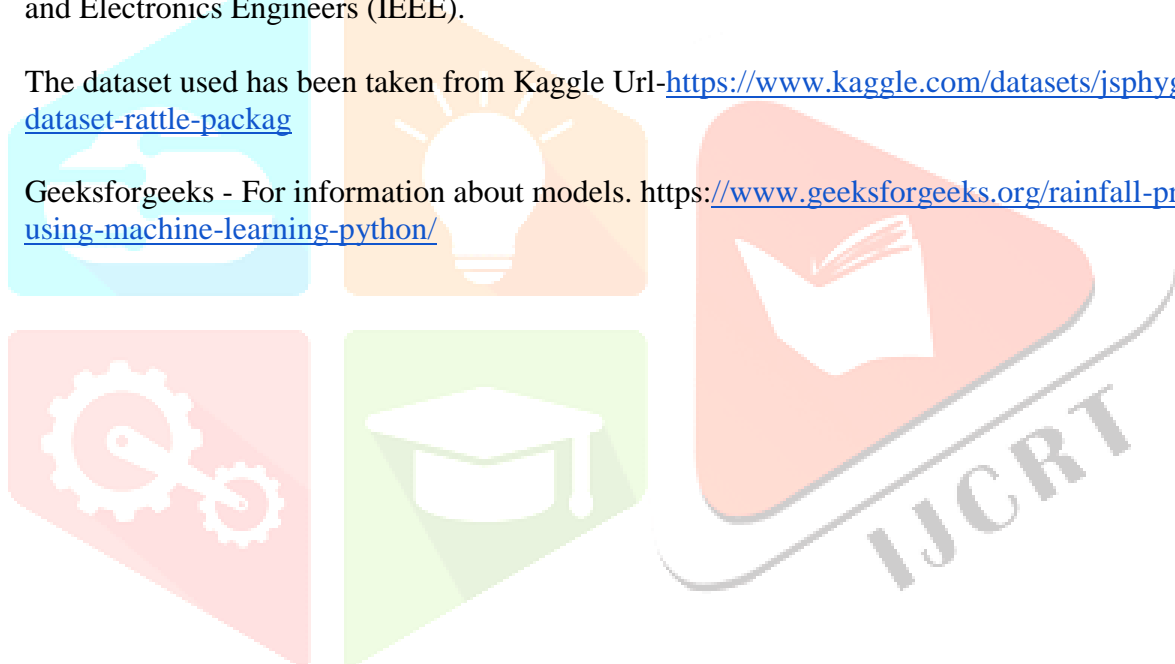 and Electronics Engineers (IEEE).
The dataset used has been taken from Kaggle Url-https://www.kaggle.com/datasets/jsphyg
dataset-rattle-packag
Geeksforgeeks - For information about models. https://www.geeksforgeeks.org/rainfall-pr
using-machine-learning-python/
IJCRT